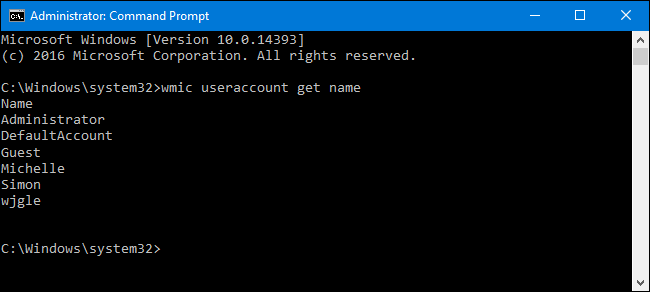 Administrator: Command Prompt
Microsoft Windows [Version 10.0.14393]
(c) 2016 Microsoft Corporation. All rights reserved.
C:\Windows\system32>wmic useraccount get name
Name
Administrator
DefaultAccount
Guest
Michelle
Simon
wjgle
C:\Windows\system32>